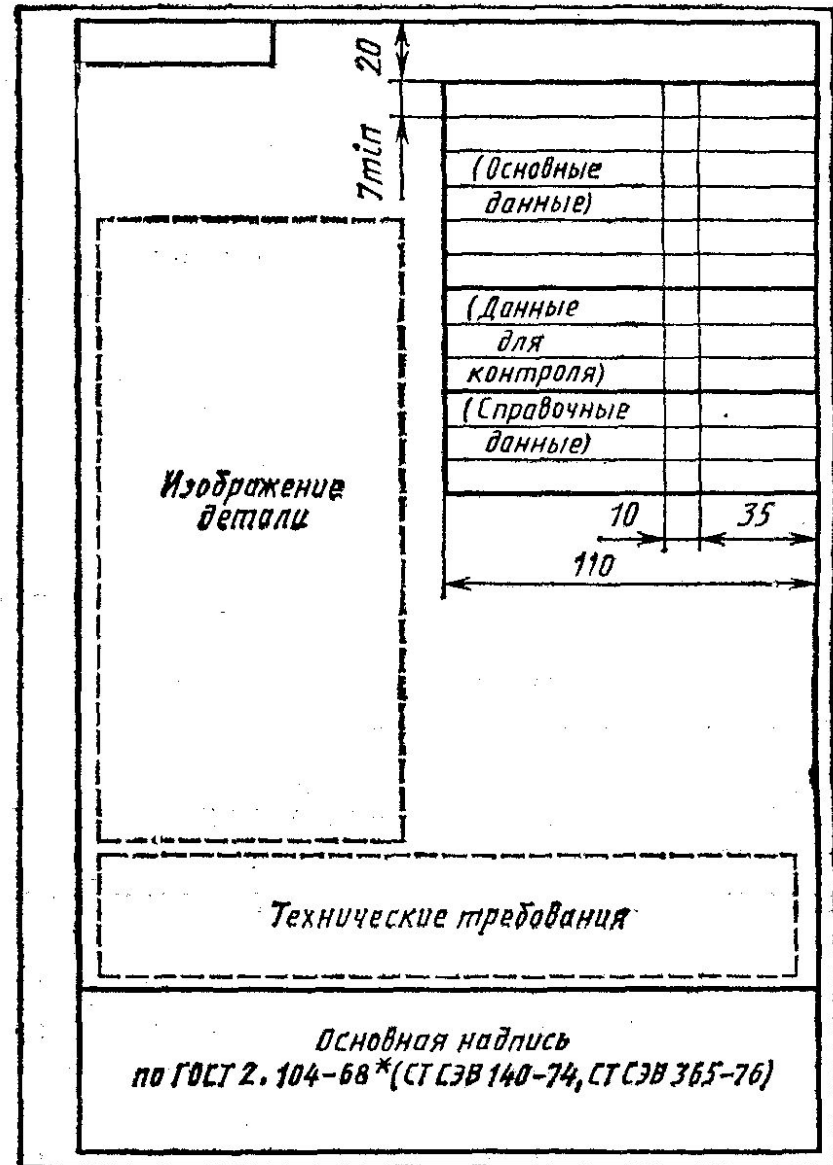 20
7min
(Основные
данные)
(Данные
для
контроля)
(Справочные
данные)
10
35
110
Изображение
детали
Технические требования
Основная надпись
по ГОСТ 2.104-68*(СТ СЭВ 140-74, СТ СЭВ 365-76)